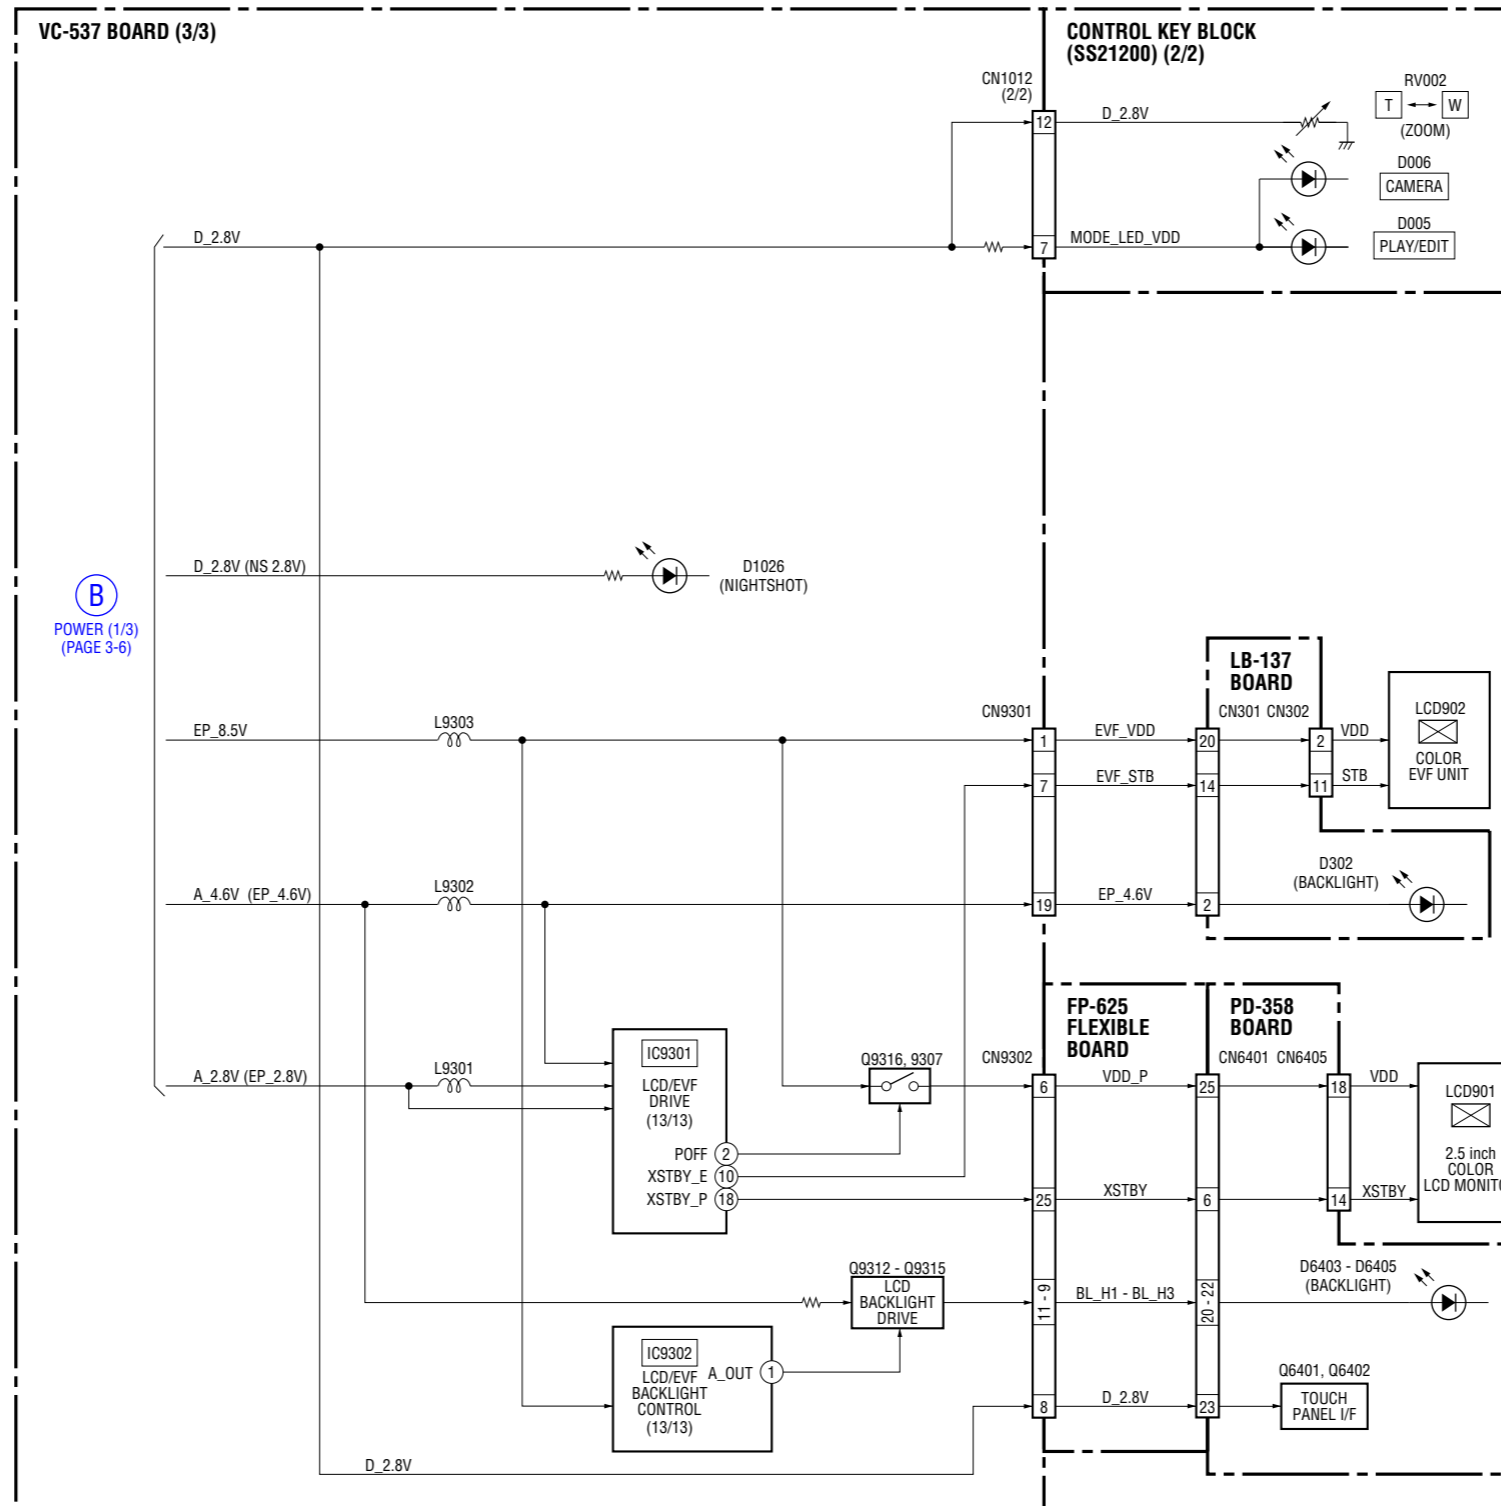 VC-537 BOARD (3/3)
CONTROL KEY BLOCK
(SS21200) (2/2)
CN1012
(2/2)
RV002
T
W
(ZOOM)
12
D_2.8V
D006
CAMERA
D_2.8V
7
MODE_LED_VDD
D005
PLAY/EDIT
D_2.8V (NS 2.8V)
D1026
(NIGHTSHOT)
B
POWER (1/3)
(PAGE 3-6)
LB-137
BOARD
CN9301
CN301 CN302
LCD902
COLOR
EVF UNIT
EP_8.5V
L9303
1
EVF_VDD
20
2
VDD
7
EVF_STB
14
11
STB
D302
(BACKLIGHT)
A_4.6V (EP_4.6V)
L9302
19
EP_4.6V
2
FP-625
FLEXIBLE
BOARD
PD-358
BOARD
CN9302
CN6401 CN6405
A_2.8V (EP_2.8V)
L9301
IC9301
LCD/EVF
DRIVE
(13/13)
Q9316, 9307
6
VDD_P
25
18
VDD
LCD901
2.5 inch
COLOR
POFF
2
XSTBY_E
10
XSTBY_P
18
25
XSTBY
6
14
XSTBY
LCD MONITO
Q9312 - Q9315
LCD
BACKLIGHT
DRIVE
11 - 9
BL_H1 - BL_H3
20 - 22
D6403 - D6405
(BACKLIGHT)
IC9302
LCD/EVF
BACKLIGHT
CONTROL
(13/13)
A_OUT
1
8
D_2.8V
23
Q6401, Q6402
TOUCH
PANEL I/F
D_2.8V